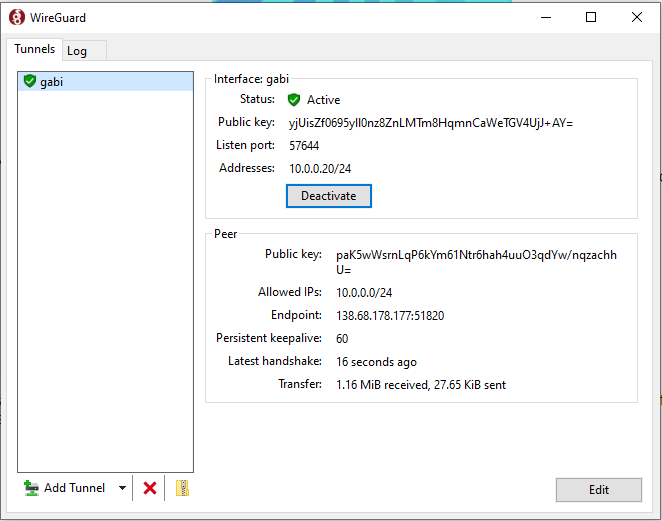 WireGuard
Tunnels
Log
gabi
Interface: gabi
Status: Active
Public key: yjUisZf0695yIl0nz8ZnLMTm8HqmnCaWeTGV4UjJ+AY=
Listen port: 57644
Addresses: 10.0.0.20/24
Deactivate
Peer
Public key: paK5wWsrnLqP6kYm61Ntr6hah4uuO3qdYw/nqzachh
U=
Allowed IPs: 10.0.0.0/24
Endpoint: 138.68.178.177:51820
Persistent keepalive: 60
Latest handshake: 16 seconds ago
Transfer: 1.16 MiB received, 27.65 KiB sent
Add Tunnel
Edit